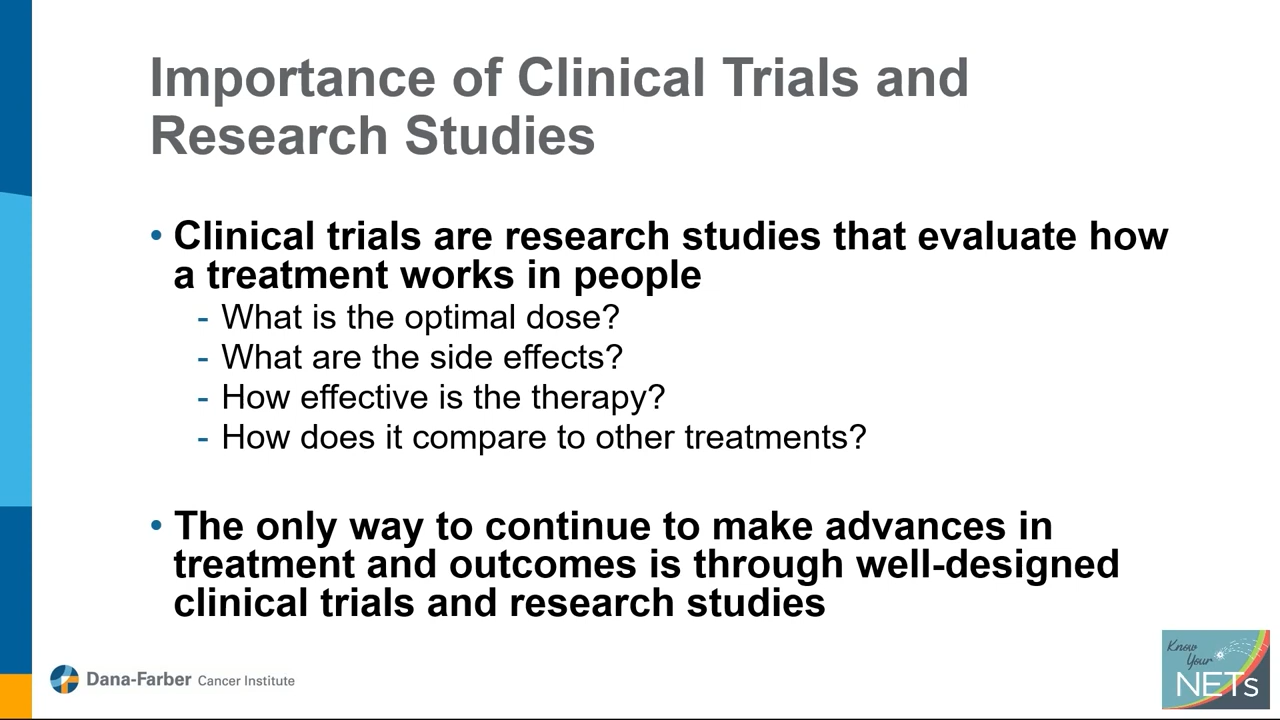 Importance of Clinical Trials and
Research Studies
• Clinical trials are research studies that evaluate how
a treatment works in people
- What is the optimal dose?
- What are the side effects?
- How effective is the therapy?
- How does it compare to other treatments?
• The only way to continue to make advances in
treatment and outcomes is through well-designed
clinical trials and research studies
Dana-Farber Cancer Institute
Know
Your
NETs